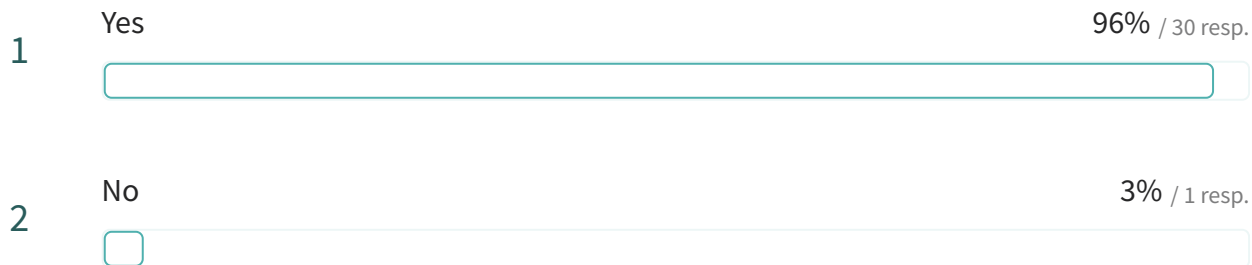 1
Yes
96% / 30 resp.
2
No
3% / 1 resp.